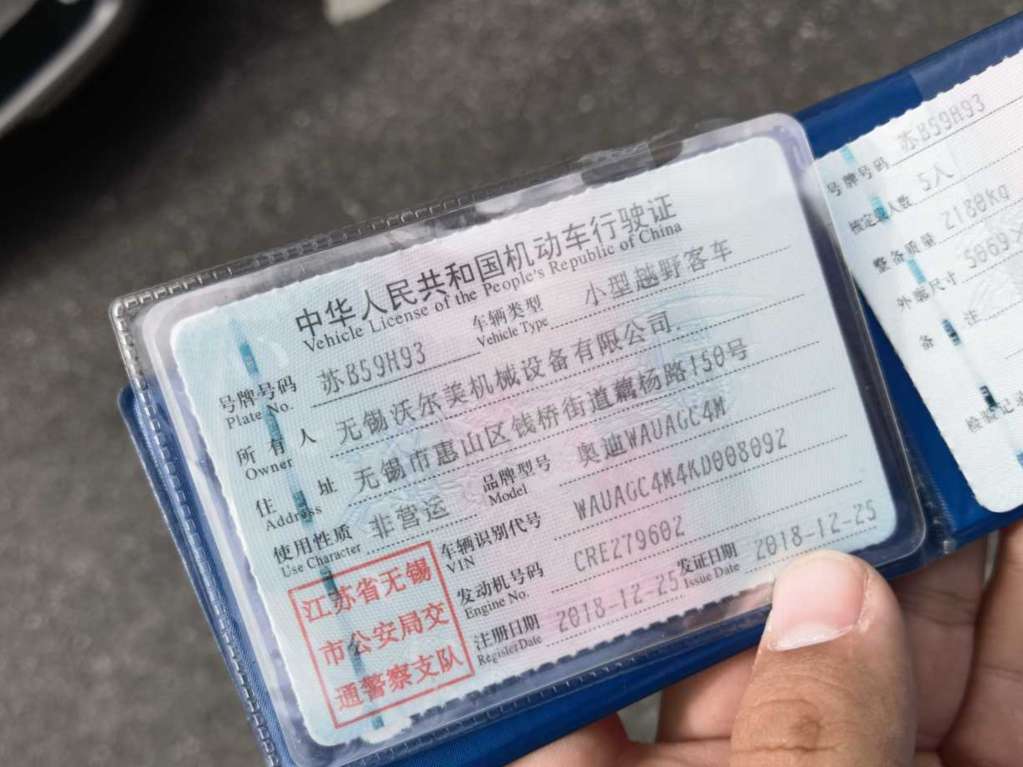 中华人民共和国机动车行驶证
Vehicle License of the People's Republic of China
号牌号码 苏B59H93 车辆类型 小型越野客车
Plate No. Vehicle Type
所有人 无锡沃尔美机械设备有限公司.
Owner
住址 无锡市惠山区钱桥街道藕杨路150号
Address
使用性质 非营运 品牌型号 奥迪WAUAGC4M
Use Character Model
车辆识别代号 WAUAGC4M4KD008092
VIN
发动机号码 CRE279602
Engine No.
注册日期 2018-12-25 发证日期 2018-12-25
Register Date Issue Date
江苏省无锡
市公安局交
通警察支队
号牌号码 苏B59H93
核定载人数 5人
整备质量 2180kg
外廓尺寸 5069×
备注
检验记录